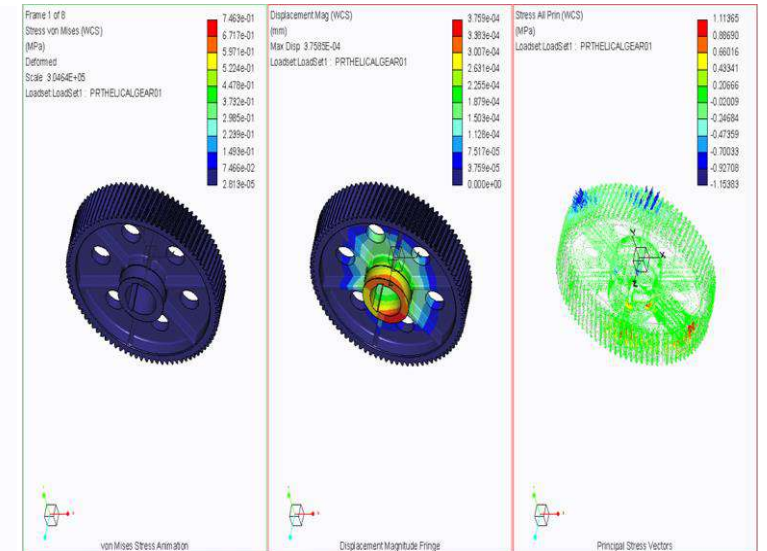 Frame 1 of 8
Stress von Mises (WCS)
(MPa)
Deformed
Scale 3.0464E+05
Loadset:LoadSet1 : PRTHELICALGEAR01
7.463e-01
6.717e-01
5.971e-01
5.224e-01
4.478e-01
3.732e-01
2.985e-01
2.239e-01
1.493e-01
7.466e-02
2.813e-05
von Mises Stress Animation
Displacement Mag (WCS)
(mm)
Max Disp 3.7585E-04
Loadset:LoadSet1 : PRTHELICALGEAR01
3.759e-04
3.383e-04
3.007e-04
2.631e-04
2.255e-04
1.879e-04
1.503e-04
1.128e-04
7.517e-05
3.759e-05
0.000e+00
Displacement Magnitude Fringe
Stress All Prin (WCS)
(MPa)
Loadset:LoadSet1 : PRTHELICALGEAR01
1.11365
0.88690
0.66016
0.43341
0.20666
-0.02009
-0.24684
-0.47359
-0.70033
-0.92708
-1.15383
Y
X
Z
Principal Stress Vectors